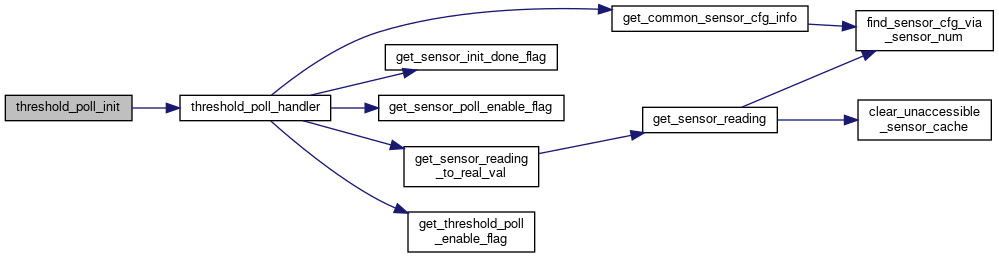 threshold_poll_init
threshold_poll_handler
get_common_sensor_cfg_info
get_sensor_init_done_flag
get_sensor_poll_enable_flag
get_sensor_reading
_to_real_val
get_threshold_poll
_enable_flag
get_sensor_reading
find_sensor_cfg_via
_sensor_num
clear_unaccessible
_sensor_cache